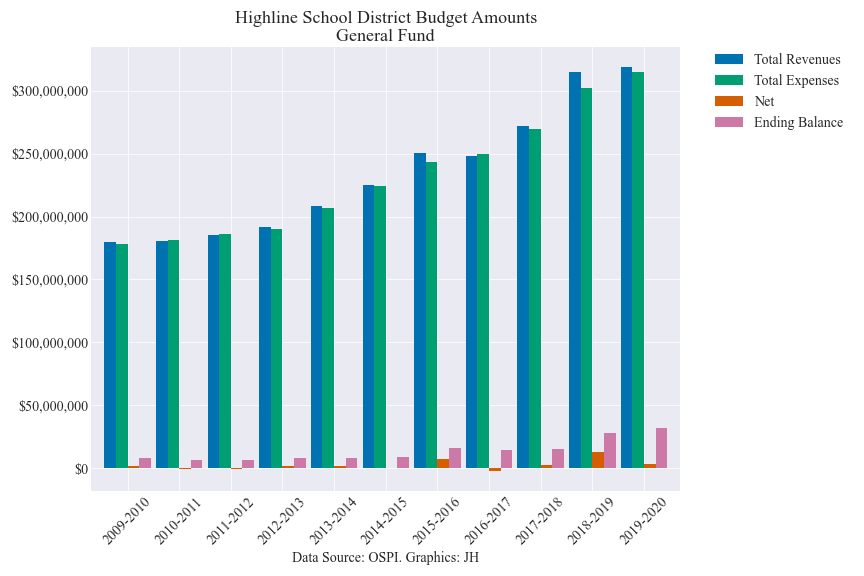 Highline School District Budget Amounts
General Fund
Total Revenues
Total Expenses
Net
Ending Balance
$300,000,000
$250,000,000
$200,000,000
$150,000,000
$100,000,000
$50,000,000
$0
2009-2010
2010-2011
2011-2012
2012-2013
2013-2014
2014-2015
2015-2016
2016-2017
2017-2018
2018-2019
2019-2020
Data Source: OSPI. Graphics: JH